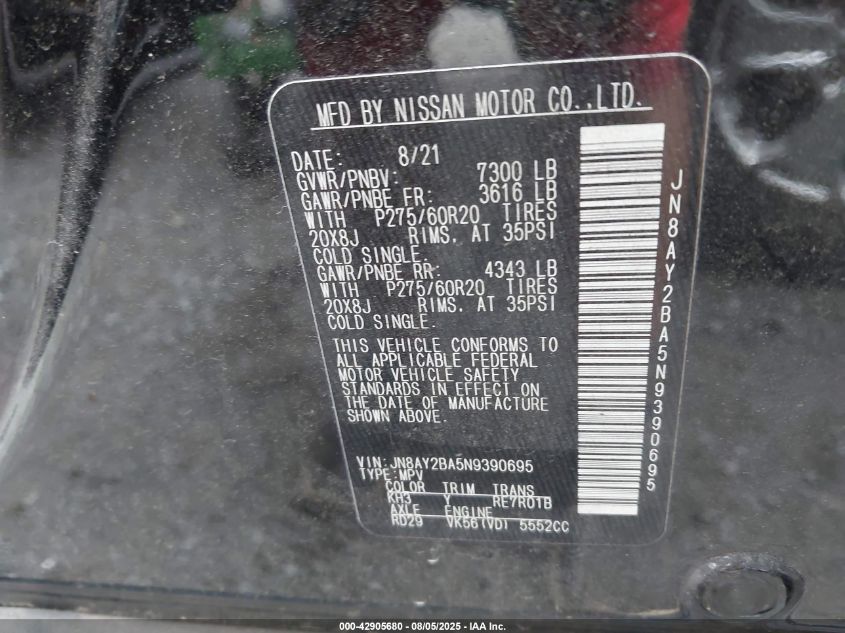 MFD BY NISSAN MOTOR CO.,LTD.
DATE: 8/21
GVWR/PNBV: 7300 LB
GAWR/PNBE FR: 3616 LB
WITH P275/60R20 TIRES
20X8J RIMS, AT 35PSI
COLD SINGLE.
GAWR/PNBE RR: 4343 LB
WITH P275/60R20 TIRES
20X8J RIMS, AT 35PSI
COLD SINGLE.
THIS VEHICLE CONFORMS TO
ALL APPLICABLE FEDERAL
MOTOR VEHICLE SAFETY
STANDARDS IN EFFECT ON
THE DATE OF MANUFACTURE
SHOWN ABOVE.
VIN: JN8AY2BA5N9390695
TYPE: MPV
COLOR TRIM TRANS
KH3 Y RE7R01B
AXLE ENGINE
RD29 VK56(VD) 5552CC
JN8AY2BA5N9390695
000-42905680 - 08/05/2025 - IAA Inc.